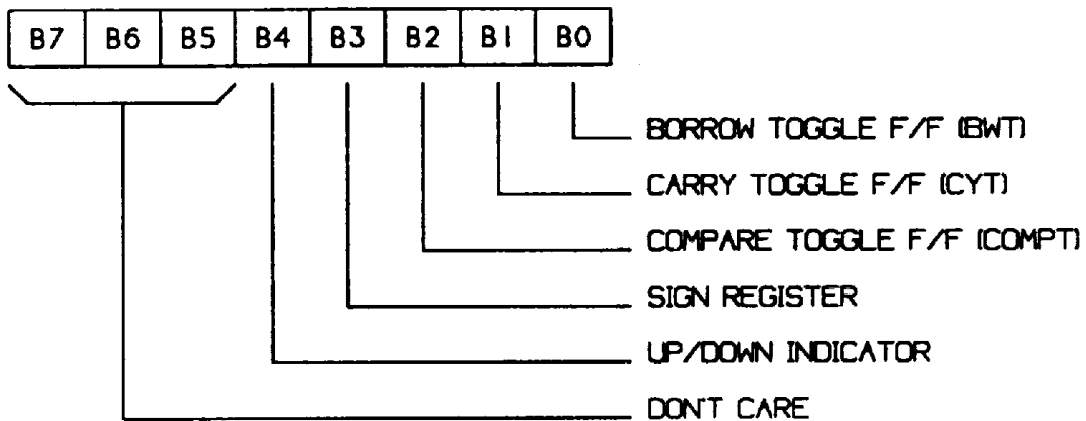 B7 B6 B5 B4 B3 B2 B1 B0
BORROW TOGGLE F/F (BWT)
CARRY TOGGLE F/F (CYT)
COMPARE TOGGLE F/F (COMPT)
SIGN REGISTER
UP/DOWN INDICATOR
DON'T CARE